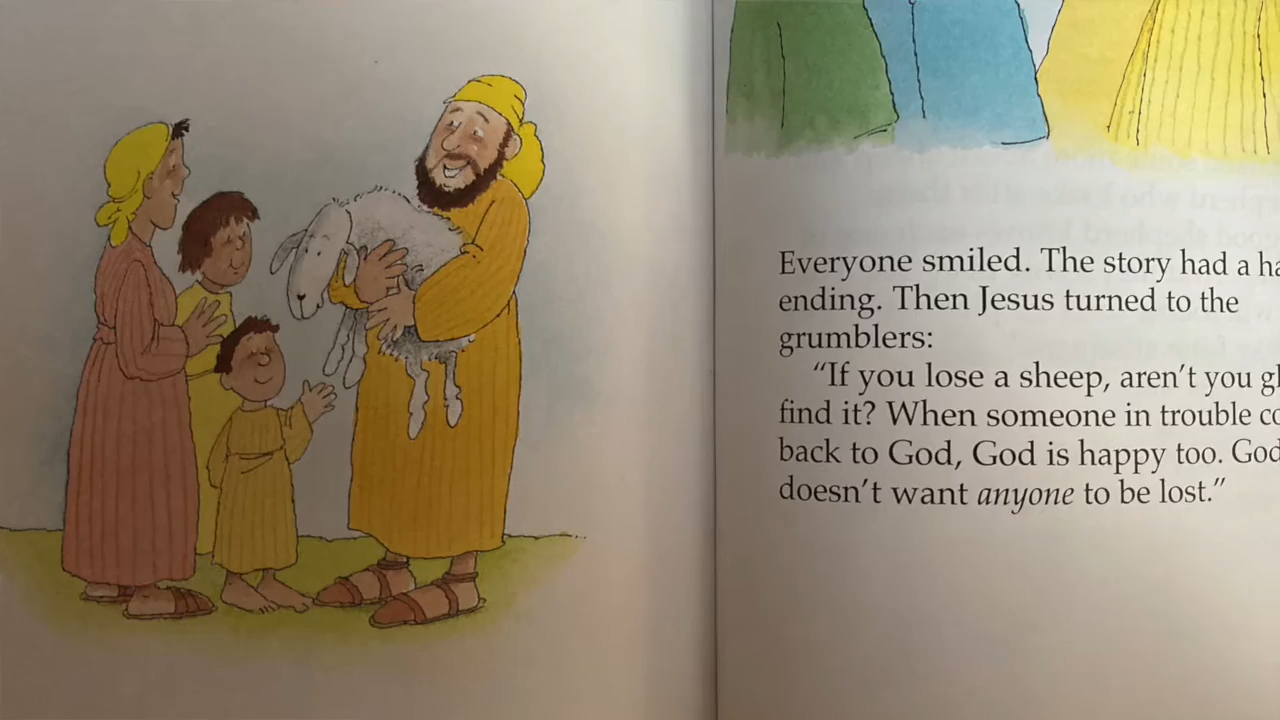 Everyone smiled. The story had a
ending. Then Jesus turned to the
grumblers:
“If you lose a sheep, aren’t you
find it? When someone in trouble
back to God, God is happy too. God
doesn’t want anyone to be lost.”